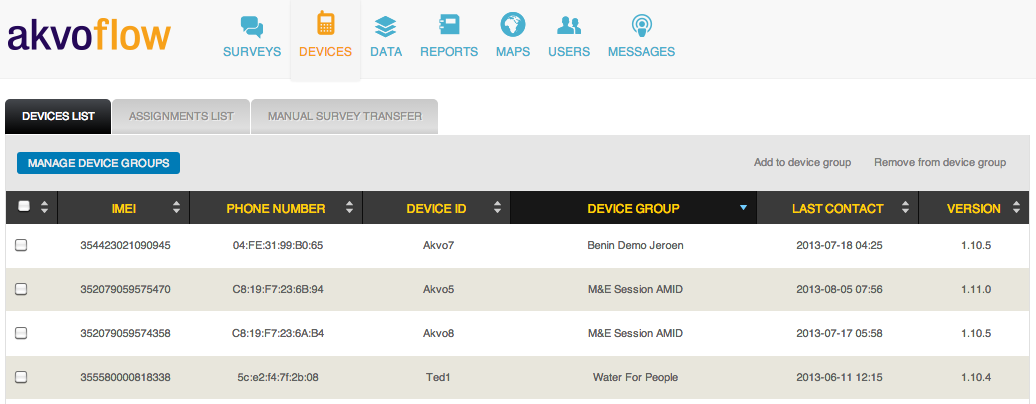 akvoflow
SURVEYS DEVICES DATA REPORTS MAPS USERS MESSAGES
DEVICES LIST ASSIGNMENTS LIST MANUAL SURVEY TRANSFER
MANAGE DEVICE GROUPS Add to device group Remove from device group
IMEI PHONE NUMBER DEVICE ID DEVICE GROUP LAST CONTACT VERSION
354423021090945 04:FE:31:99:B0:65 Akvo7 Benin Demo Jeroen 2013-07-18 04:25 1.10.5
352079059575470 C8:19:F7:23:6B:94 Akvo5 M&E Session AMID 2013-08-05 07:56 1.11.0
352079059574358 C8:19:F7:23:6A:B4 Akvo8 M&E Session AMID 2013-07-17 05:58 1.10.5
355580000818338 5c:e2:f4:7f:2b:08 Ted1 Water For People 2013-06-11 12:15 1.10.4